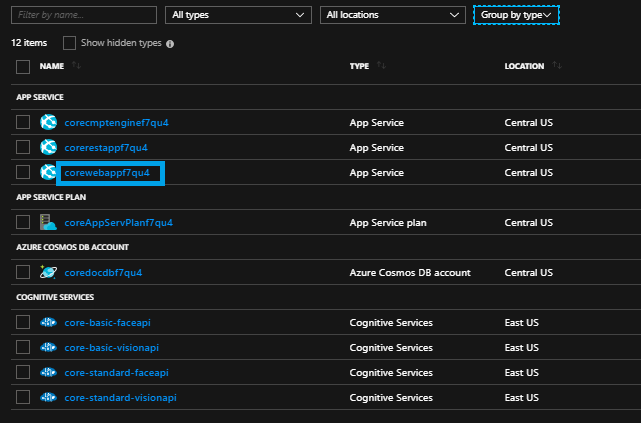 Filter by name... All types All locations Group by type
12 items Show hidden types
NAME TYPE LOCATION
APP SERVICE
corecmptenginef7qu4 App Service Central US
corerestappf7qu4 App Service Central US
corewebappf7qu4 App Service Central US
APP SERVICE PLAN
coreAppServPlanf7qu4 App Service plan Central US
AZURE COSMOS DB ACCOUNT
coredocdbf7qu4 Azure Cosmos DB account Central US
COGNITIVE SERVICES
core-basic-faceapi Cognitive Services East US
core-basic-visionapi Cognitive Services East US
core-standard-faceapi Cognitive Services East US
core-standard-visionapi Cognitive Services East US